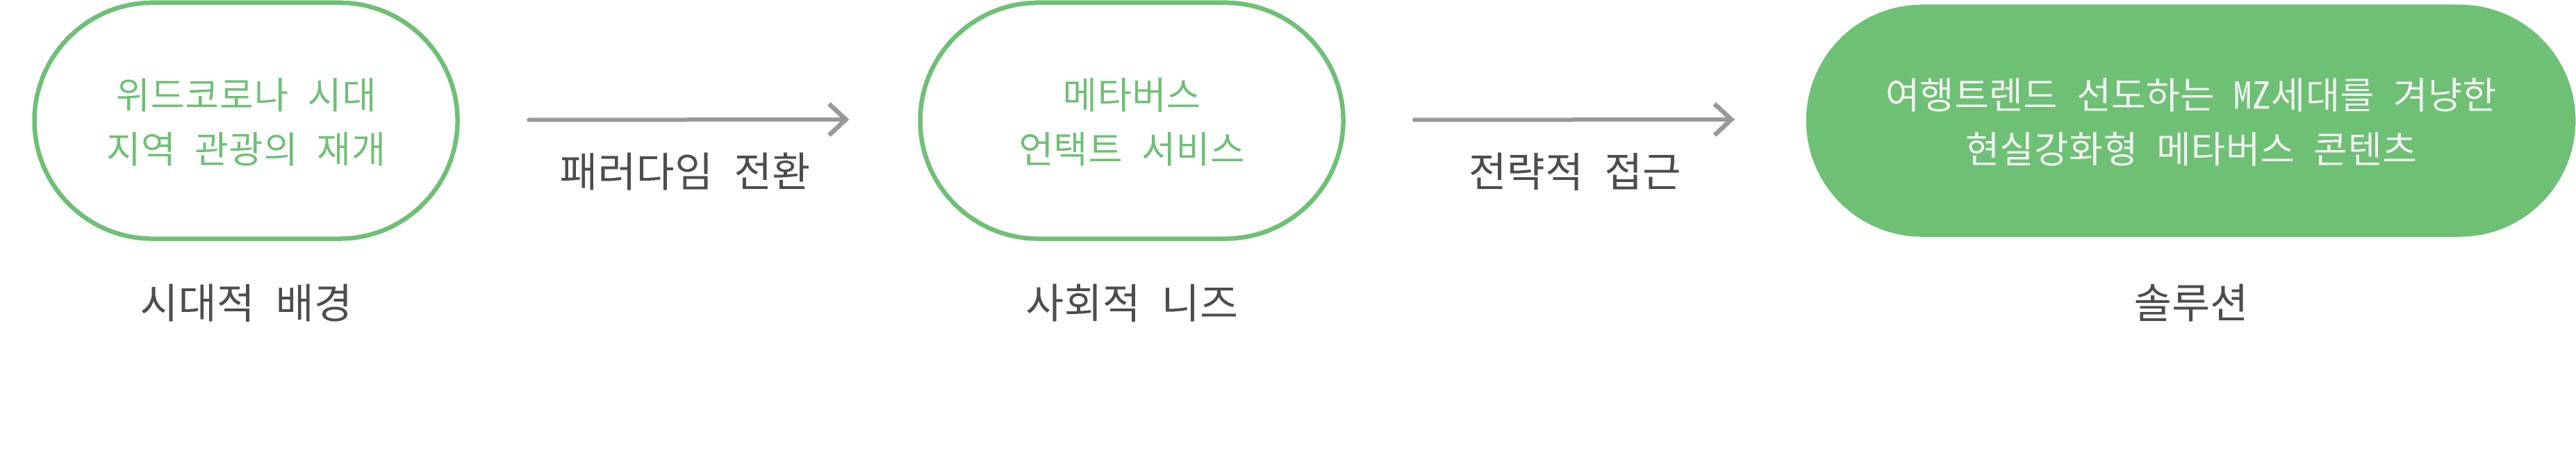 위드코로나 시대
지역 관광의 재개
시대적 배경
패러다임 전환
메타버스
언택트 서비스
사회적 니즈
전략적 접근
여행트렌드 선도하는 MZ세대를 겨냥한
현실강화형 메타버스 콘텐츠
솔루션